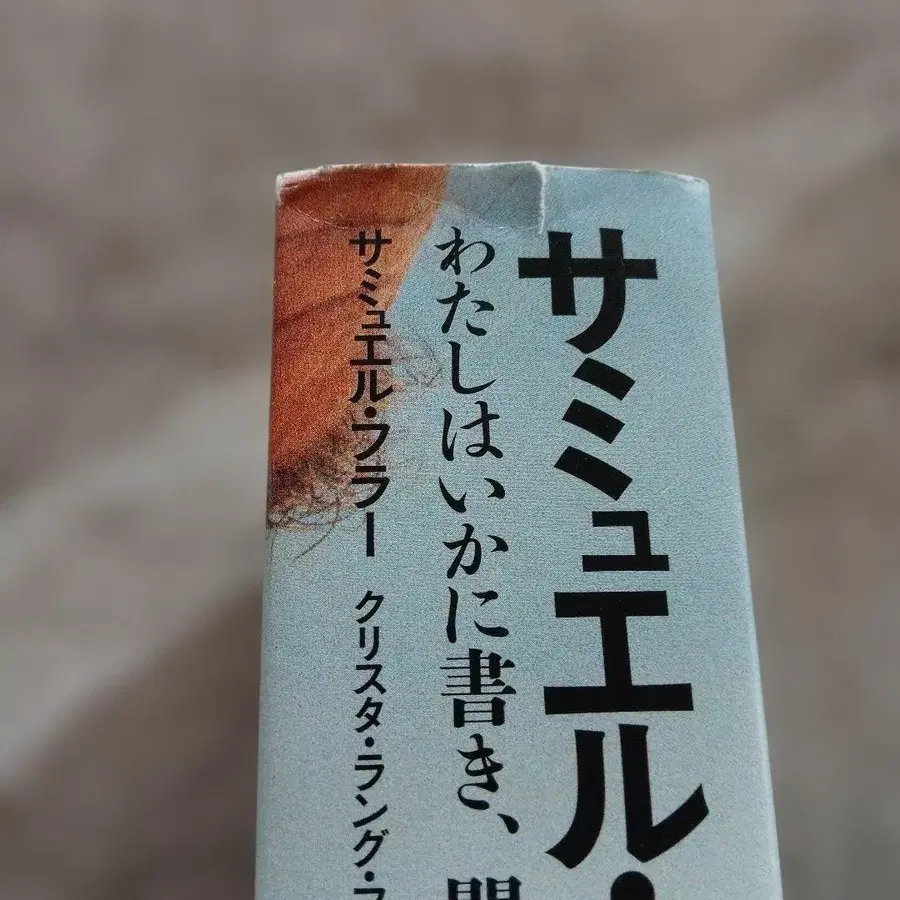 サミュエル・
わたしはいかに書き、
サミュエル・フラー
クリスタ・ラング・フ